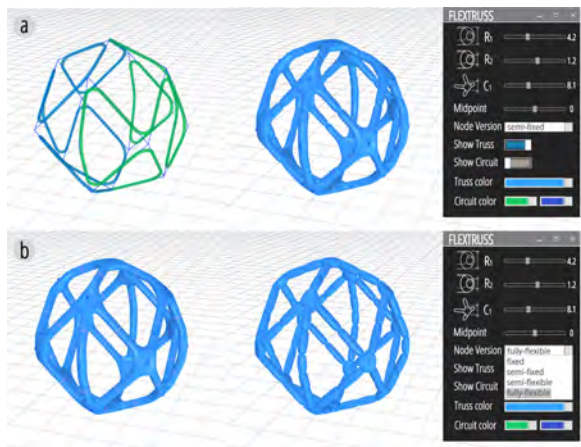 a
FLEXTRUSS
R1 4.2
R2 1.2
C1 8.1
Midpoint 0
Node Version semi-fixed
Show Truss
Show Circuit
Truss color
Circuit color
b
FLEXTRUSS
R1 4.2
R2 1.2
C1 8.1
Midpoint 0
Node Version fully-flexible
fixed
Show Truss semi-fixed
semi-flexible
Show Circuit fully-flexible
Truss color
Circuit color